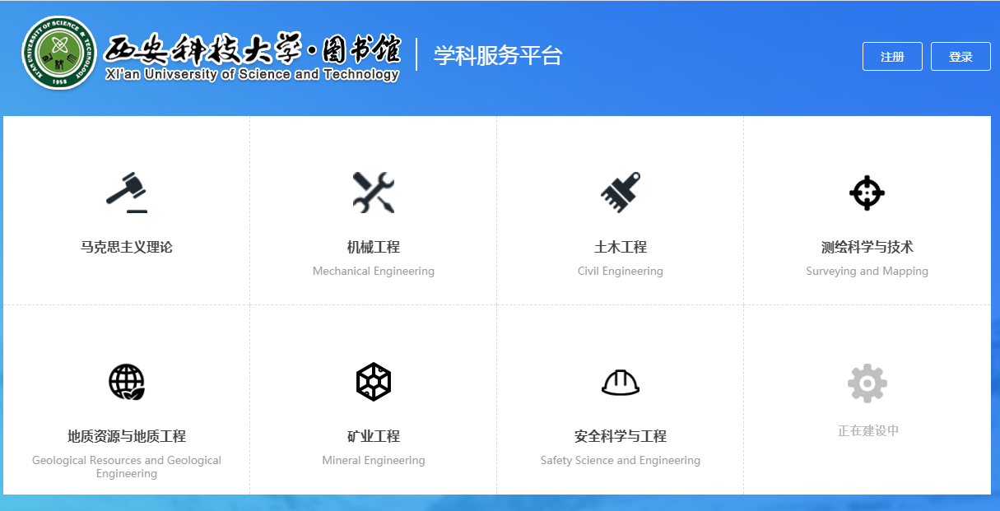 XI'AN UNIVERSITY OF SCIENCE & TECHNOLOGY
1958
西安科技大学·图书馆
XI'an Univsersity of Science and Technology
学科服务平台
注册
登录
马克思主义理论
机械工程
Mechanical Engineering
土木工程
Civil Engineering
测绘科学与技术
Surveying and Mapping
地质资源与地质工程
Geological Resources and Geological
Engineering
矿业工程
Mineral Engineering
安全科学与工程
Safety Science and Engineering
正在建设中